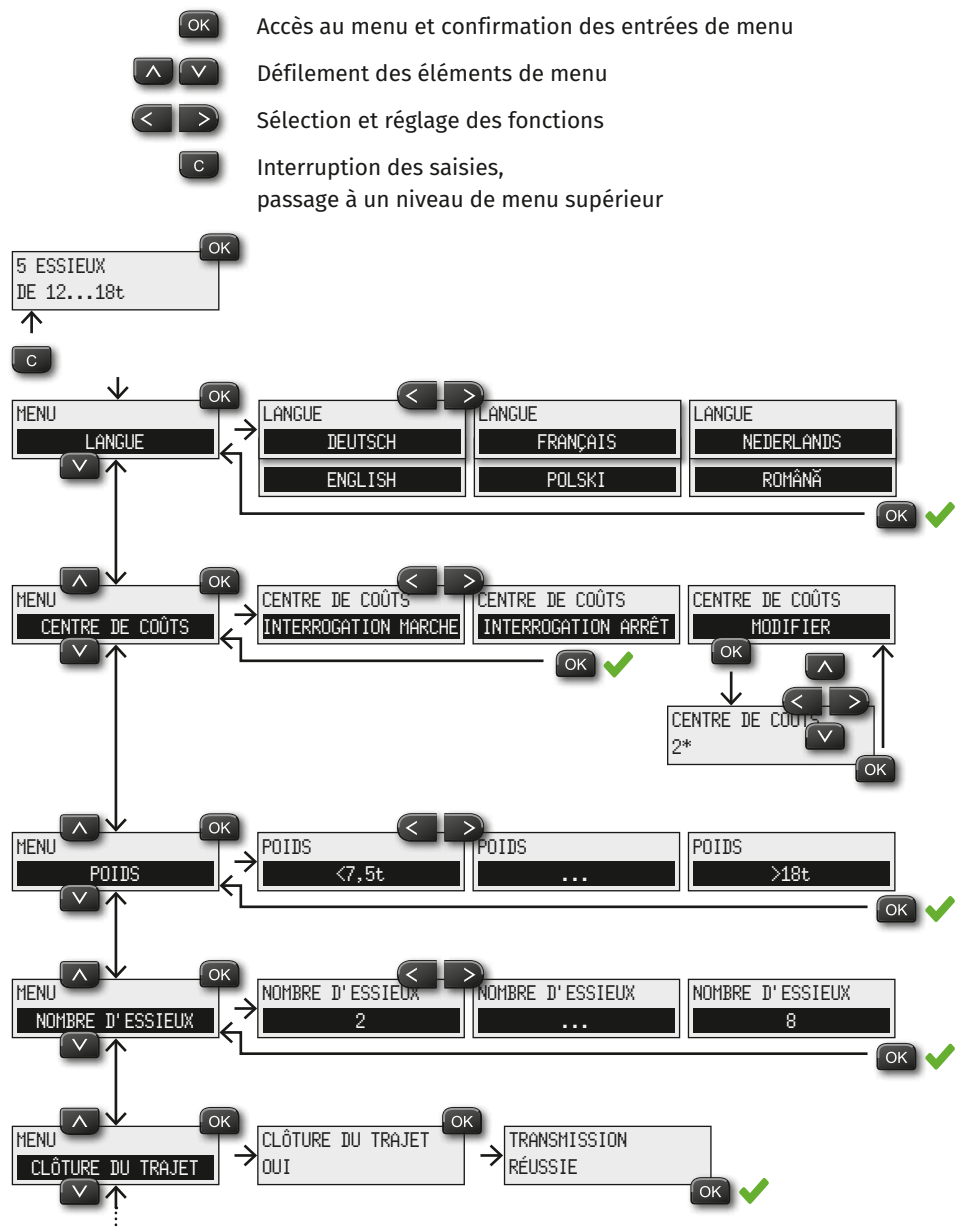 OK Accès au menu et confirmation des entrées de menu
Défilement des éléments de menu
Sélection et réglage des fonctions
C Interruption des saisies,
passage à un niveau de menu supérieur
OK
5 ESSIEUX
DE 12...18t
C
OK
MENU
LANGUE
LANGUE
DEUTSCH
ENGLISH
LANGUE
FRANÇAIS
POLSKI
LANGUE
NEDERLANDS
ROMÂNĂ
OK
OK
MENU
CENTRE DE COÛTS
CENTRE DE COÛTS
INTERROGATION MARCHE
CENTRE DE COÛTS
INTERROGATION ARRÊT
OK
CENTRE DE COÛTS
MODIFIER
OK
CENTRE DE COÛTS
2*
OK
OK
MENU
POIDS
POIDS
<7,5t
POIDS
...
POIDS
>18t
OK
OK
MENU
NOMBRE D'ESSIEUX
NOMBRE D'ESSIEUX
2
NOMBRE D'ESSIEUX
...
NOMBRE D'ESSIEUX
8
OK
OK
MENU
CLÔTURE DU TRAJET
OK
CLÔTURE DU TRAJET
OUI
TRANSMISSION
RÉUSSIE
OK